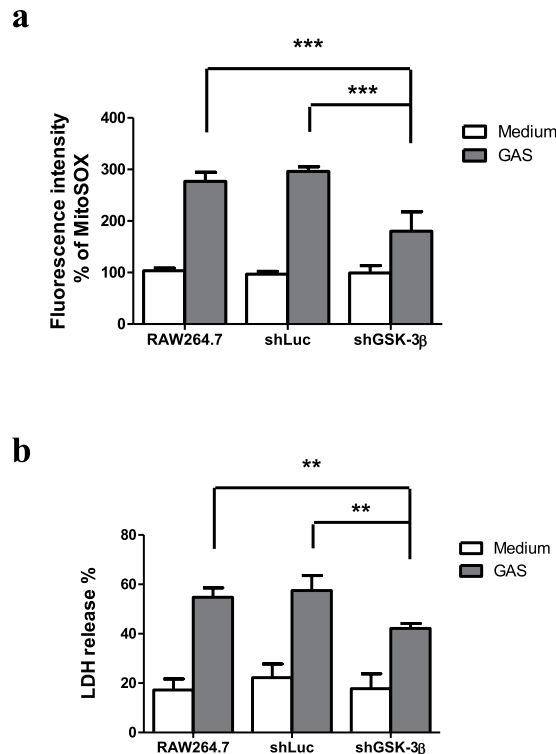 a
***
***
Fluorescence intensity
% of MitoSOX
400
300
200
100
0
RAW264.7 shLuc shGSK-3β
Medium
GAS
b
**
**
LDH release %
80
60
40
20
0
RAW264.7 shLuc shGSK-3β
Medium
GAS